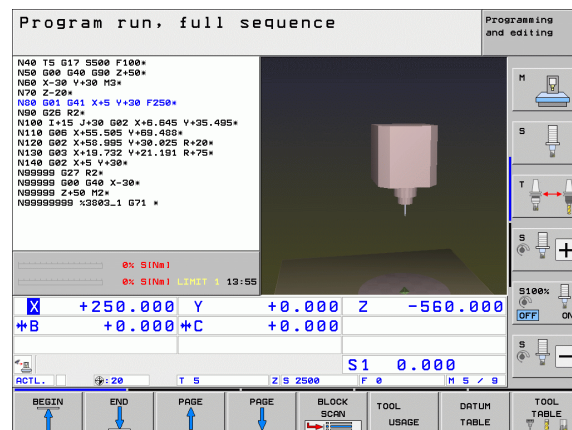 Program run, full sequence
Programming
and editing
N40 T5 G17 S500 F100*
N50 G00 G40 G90 Z+50*
N60 X-30 Y+30 M3*
N70 Z-20*
N80 G01 G41 X+5 Y+30 F250*
N90 G26 R2*
N100 I+15 J+30 G02 X+6.645 Y+35.495*
N110 G06 X+55.505 Y+69.488*
N120 G02 X+58.995 Y+30.025 R+20*
N130 G03 X+19.732 Y+21.191 R+75*
N140 G02 X+5 Y+30*
N99999 G27 R2*
N99999 G00 G40 X-30*
N99999 Z+50 M2*
N99999999 %3803_1 G71 *
0% S[Nm]
0% S[Nm] LIMIT 1 13:55
X +250.000 Y +0.000 Z -560.000
B +0.000 C +0.000
S1 0.000
ACTL. : 20 T 5 Z S 2500 F 0 M 5 / 9
M
S
T
S
S100%
OFF ON
S
BEGIN
END
PAGE
PAGE
BLOCK
SCAN
TOOL
USAGE
DATUM
TABLE
TOOL
TABLE